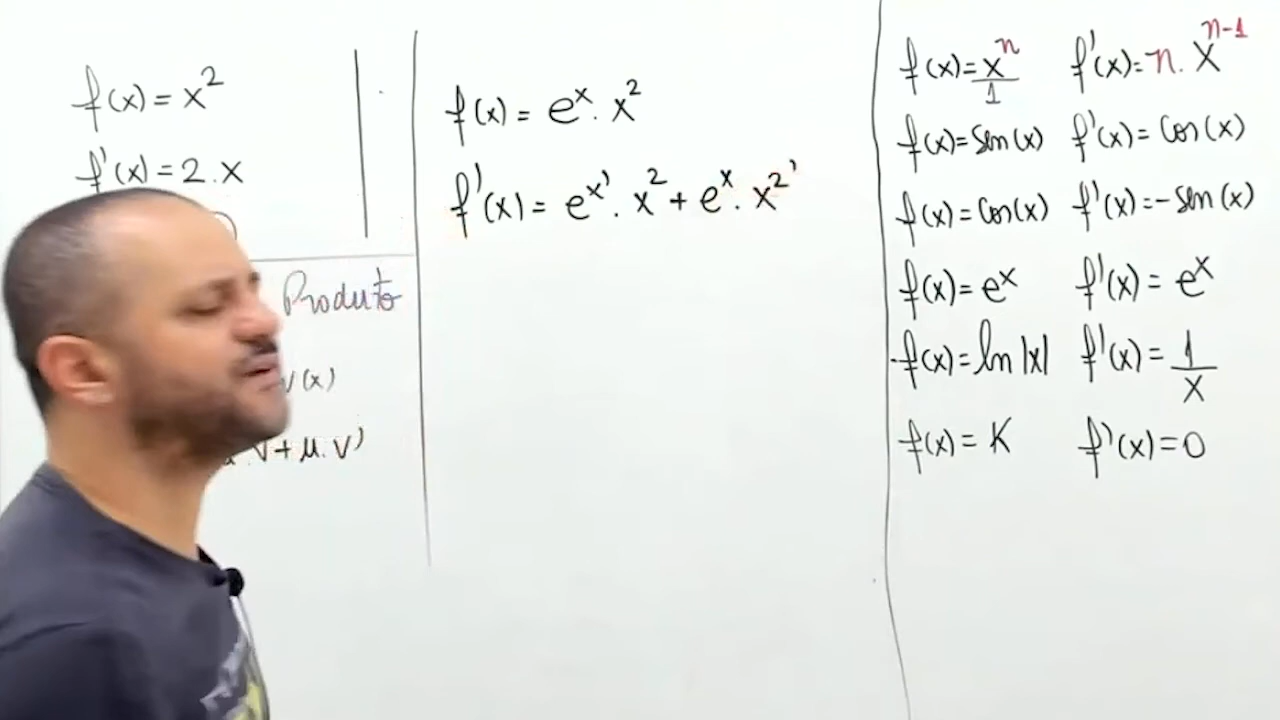 f(x) = x²
f'(x) = 2.x
Produto
v(x)
v + μ.v'
f(x) = eˣ. x²
f'(x) = eˣ'. x² + eˣ. x²'
f(x) = xⁿ/1 f'(x) = n. xⁿ⁻¹
f(x) = Sen(x) f'(x) = Cos(x)
f(x) = Cos(x) f'(x) = -Sen(x)
f(x) = eˣ f'(x) = eˣ
f(x) = ln|x| f'(x) = 1/x
f(x) = K f'(x) = 0